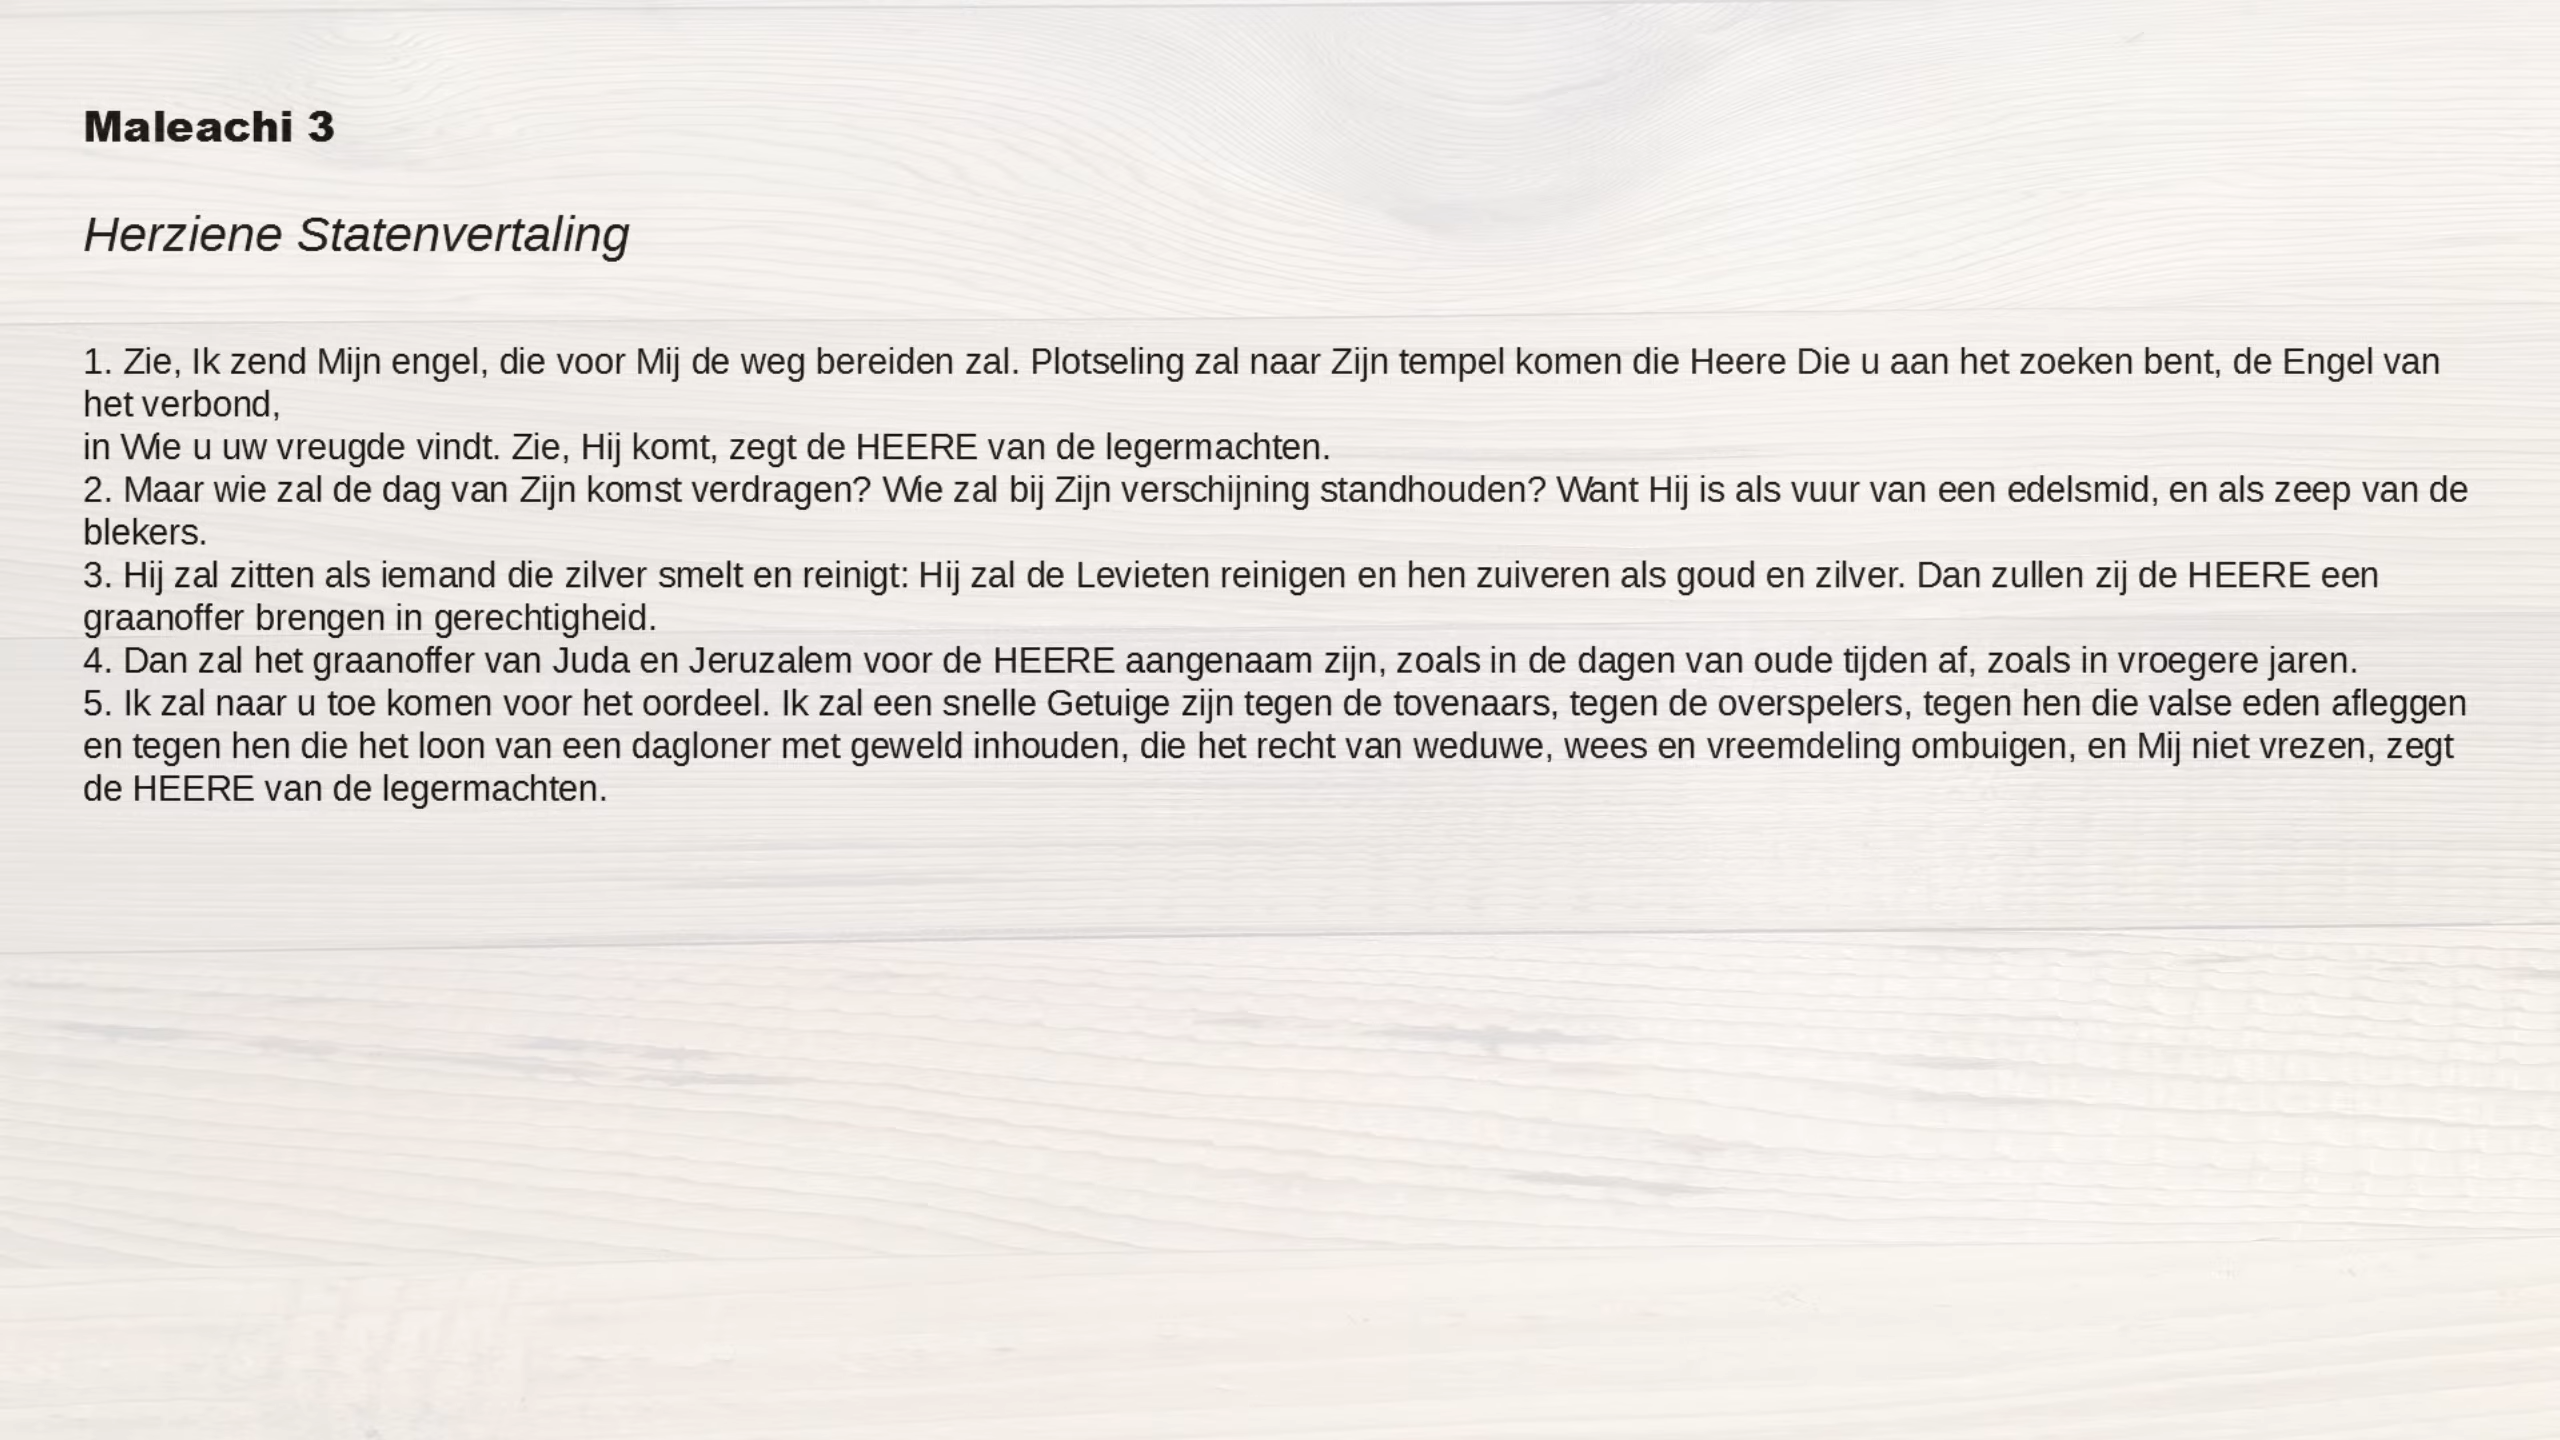 Maleachi 3
Herziene Statenvertaling
1. Zie, Ik zend Mijn engel, die voor Mij de weg bereiden zal. Plotseling zal naar Zijn tempel komen die Heere Die u aan het zoeken bent, de Engel van
het verbond,
in Wie u uw vreugde vindt. Zie, Hij komt, zegt de HEERE van de legermachten.
2. Maar wie zal de dag van Zijn komst verdragen? Wie zal bij Zijn verschijning standhouden? Want Hij is als vuur van een edelsmid, en als zeep van de
blekers.
3. Hij zal zitten als iemand die zilver smelt en reinigt: Hij zal de Levieten reinigen en hen zuiveren als goud en zilver. Dan zullen zij de HEERE een
graanoffer brengen in gerechtigheid.
4. Dan zal het graanoffer van Juda en Jeruzalem voor de HEERE aangenaam zijn, zoals in de dagen van oude tijden af, zoals in vroegere jaren.
5. Ik zal naar u toe komen voor het oordeel. Ik zal een snelle Getuige zijn tegen de tovenaars, tegen de overspelers, tegen hen die valse eden afleggen
en tegen hen die het loon van een dagloner met geweld inhouden, die het recht van weduwe, wees en vreemdeling ombuigen, en Mij niet vrezen, zegt
de HEERE van de legermachten.